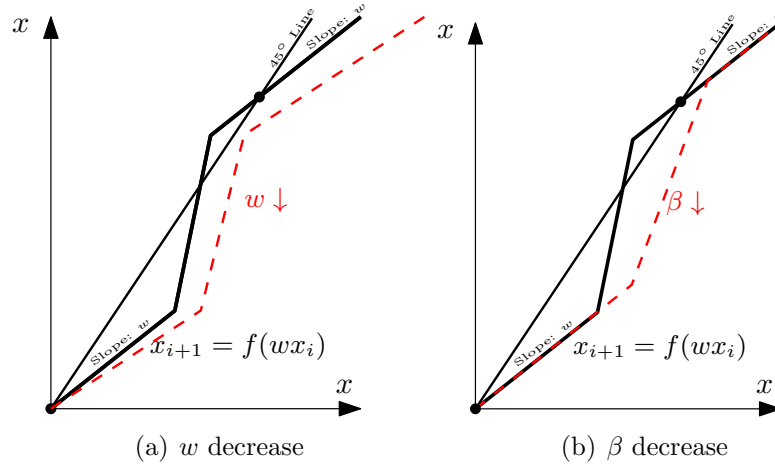 x
45° Line
Slope: w
w ↓
Slope: w
x_{i+1} = f(wx_i)
x
(a) w decrease
x
45° Line
Slope: w
β ↓
Slope: w
x_{i+1} = f(wx_i)
x
(b) β decrease